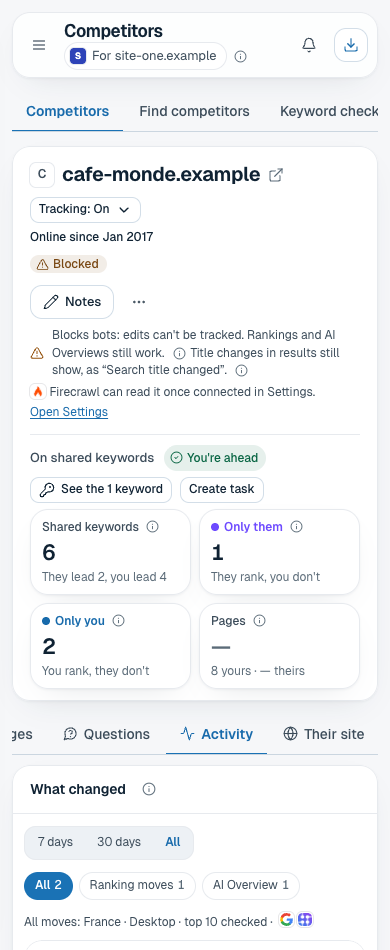 Competitors
S For site-one.example
Competitors Find competitors Keyword check
C cafe-monde.example
Tracking: On
Online since Jan 2017
Blocked
Notes ...
Blocks bots: edits can't be tracked. Rankings and AI
Overviews still work. Title changes in results still
show, as “Search title changed”.
Firecrawl can read it once connected in Settings.
Open Settings
On shared keywords You're ahead
See the 1 keyword Create task
Shared keywords Only them
6 1
They lead 2, you lead 4 They rank, you don't
Only you Pages
2 —
You rank, they don't 8 yours · — theirs
ges Questions Activity Their site
What changed
7 days 30 days All
All 2 Ranking moves 1 AI Overview 1
All moves: France · Desktop · top 10 checked · G